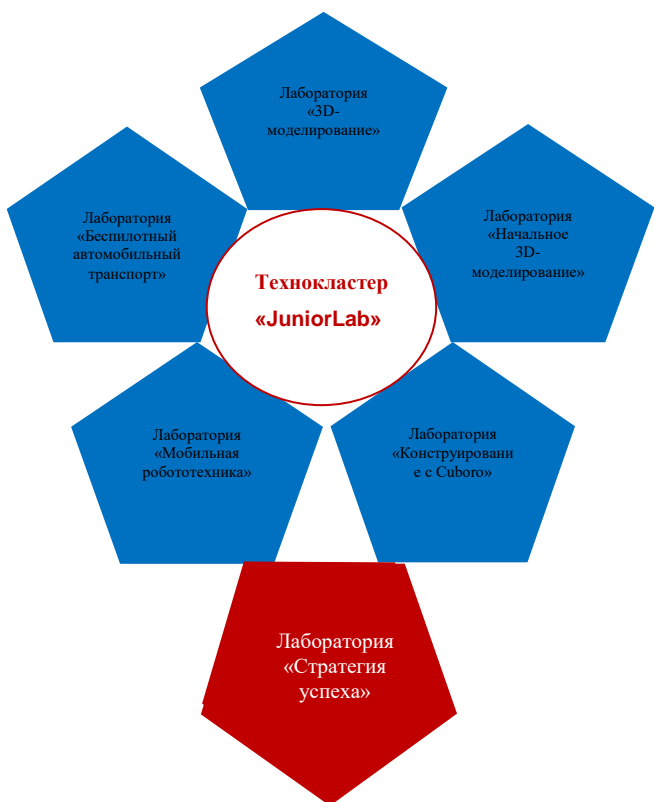 Лаборатория
«3D-
моделирование»
Лаборатория
«Беспилотный
автомобильный
транспорт»
Лаборатория
«Начальное
3D-
моделирование»
Технокластер
«JuniorLab»
Лаборатория
«Мобильная
робототехника»
Лаборатория
«Конструировани
е с Cuboro»
Лаборатория
«Стратегия
успеха»